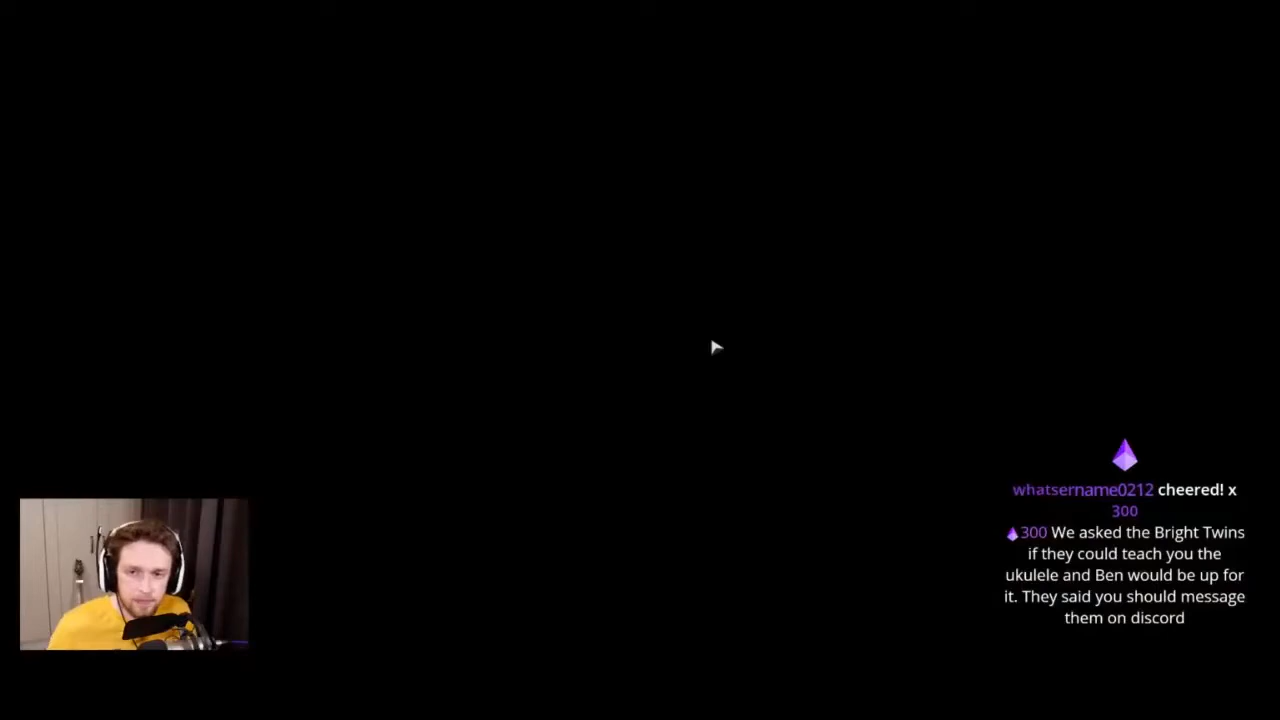 whatsername0212 cheered! x
300
300 We asked the Bright Twins
if they could teach you the
ukulele and Ben would be up for
it. They said you should message
them on discord